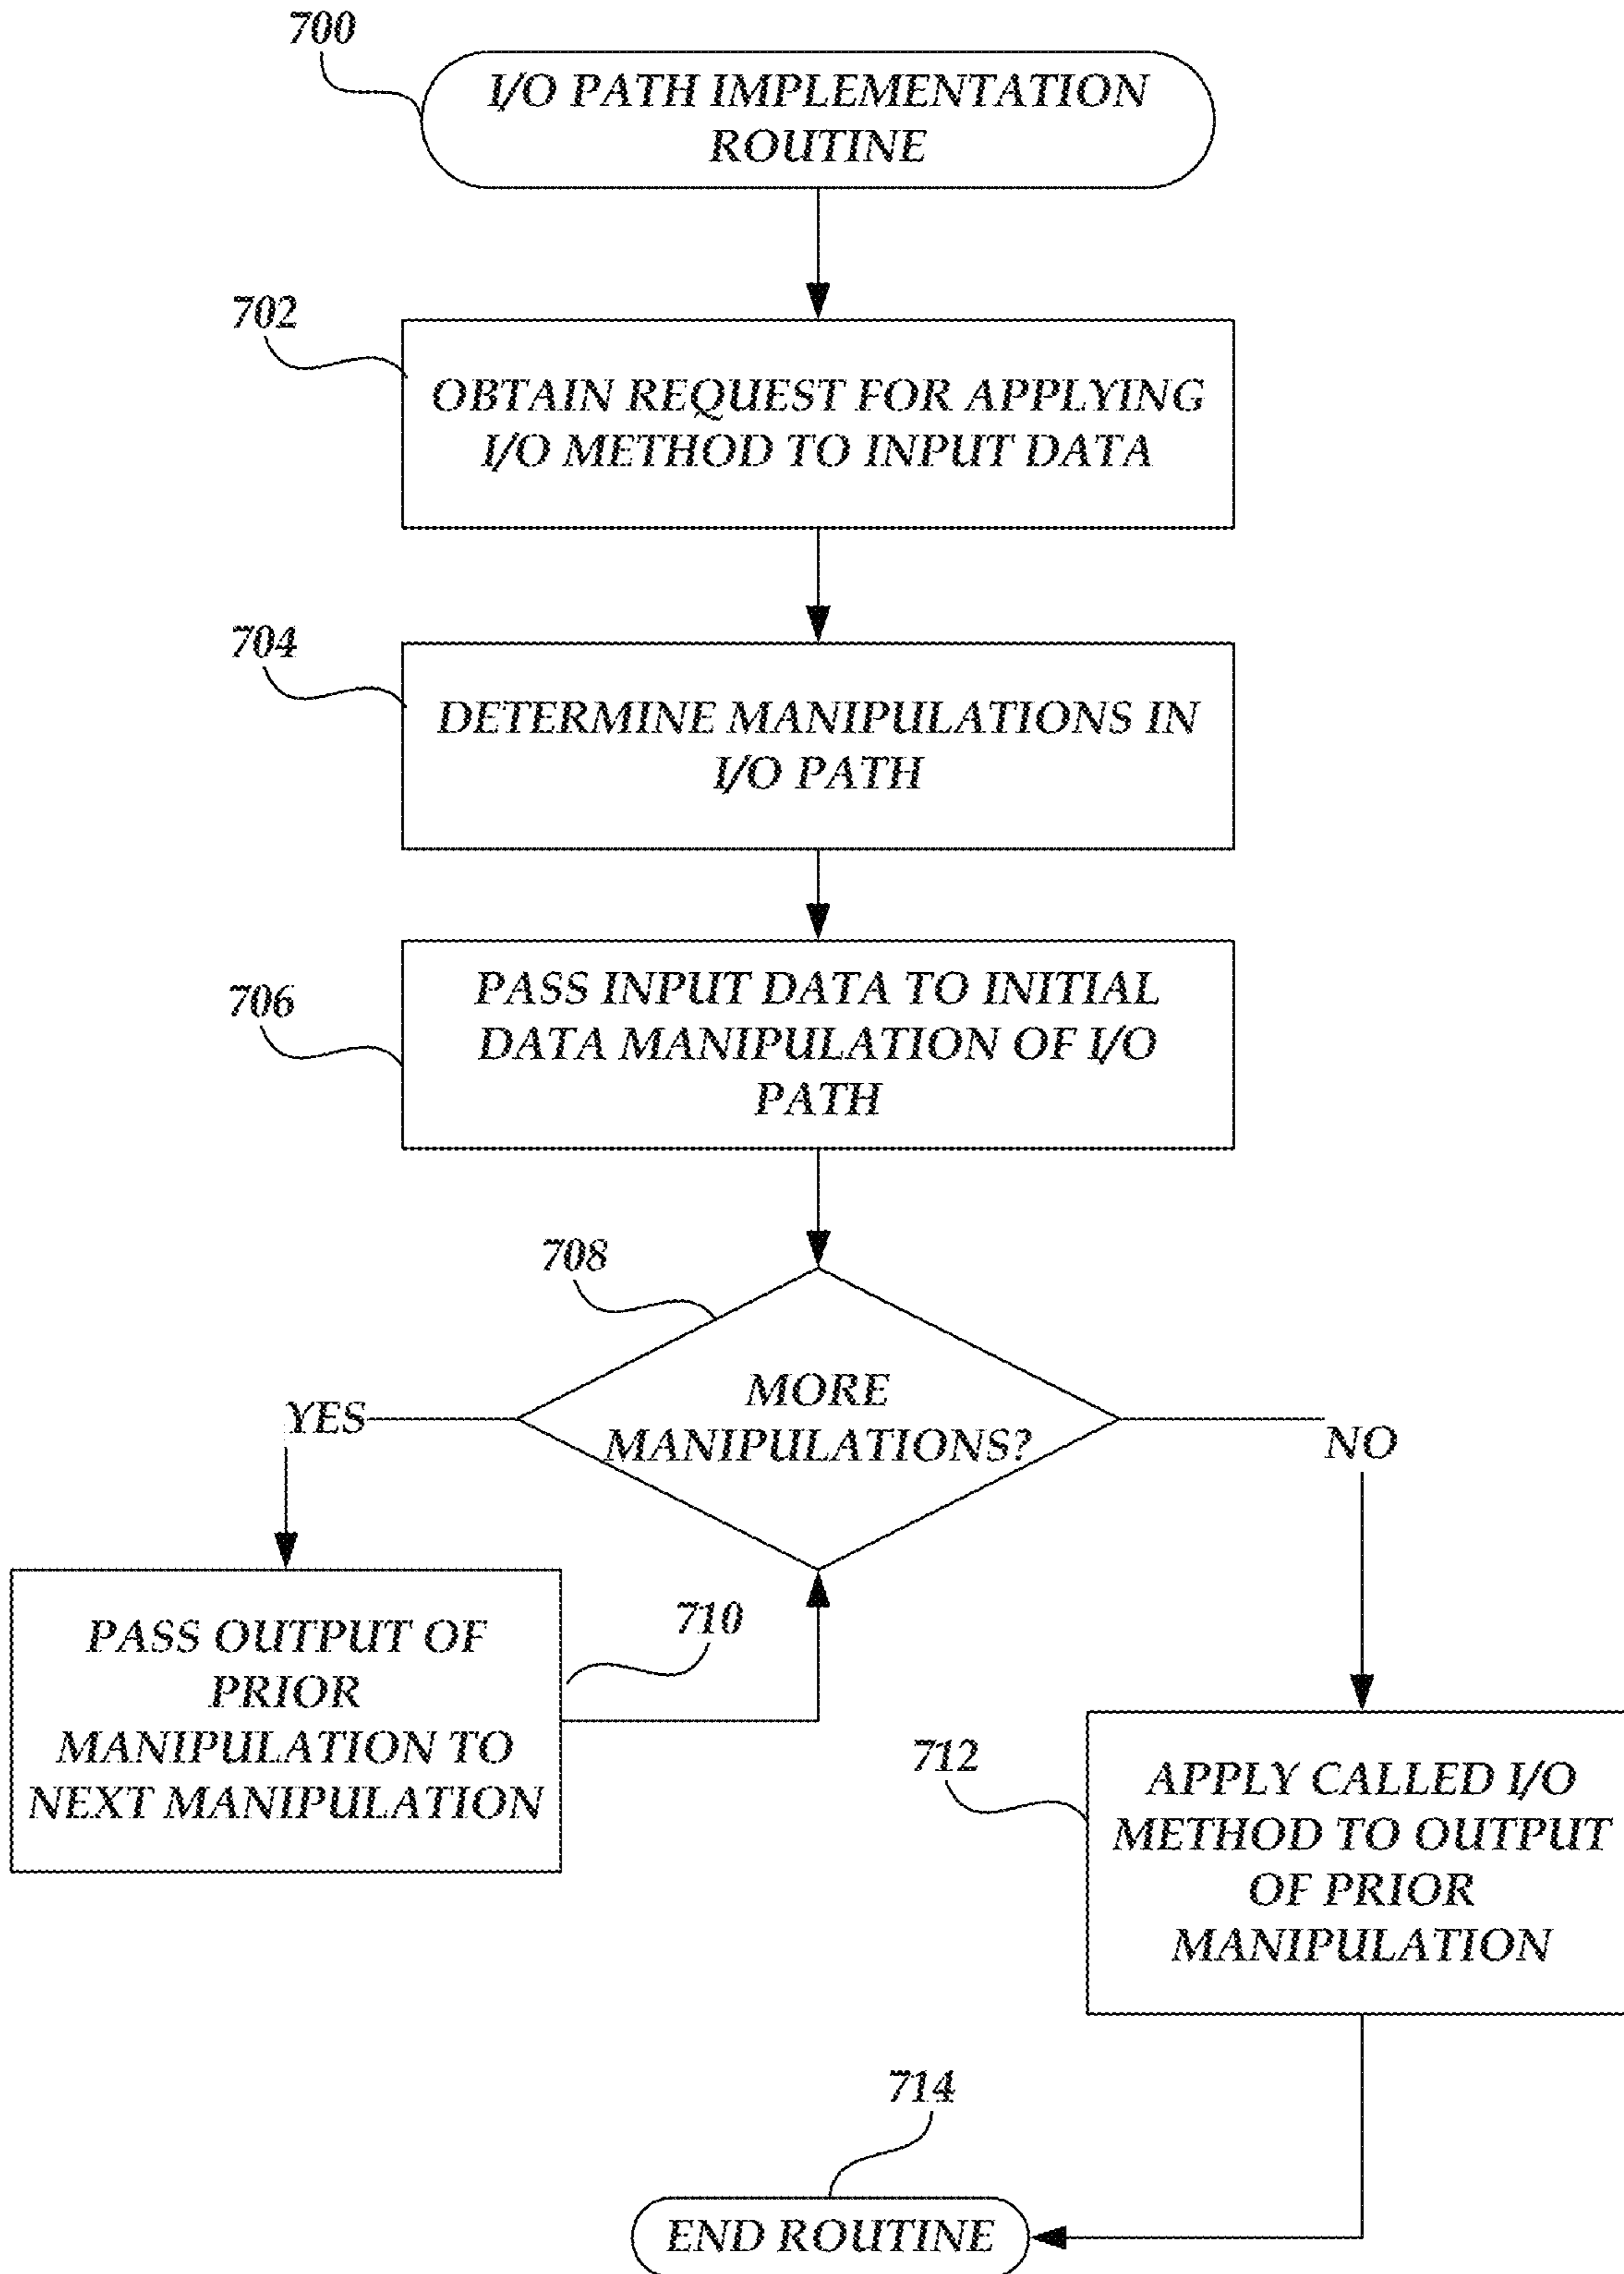 700
I/O PATH IMPLEMENTATION
ROUTINE
702
OBTAIN REQUEST FOR APPLYING
I/O METHOD TO INPUT DATA
704
DETERMINE MANIPULATIONS IN
I/O PATH
706
PASS INPUT DATA TO INITIAL
DATA MANIPULATION OF I/O
PATH
708
MORE
MANIPULATIONS?
YES
NO
710
PASS OUTPUT OF
PRIOR
MANIPULATION TO
NEXT MANIPULATION
712
APPLY CALLED I/O
METHOD TO OUTPUT
OF PRIOR
MANIPULATION
714
END ROUTINE